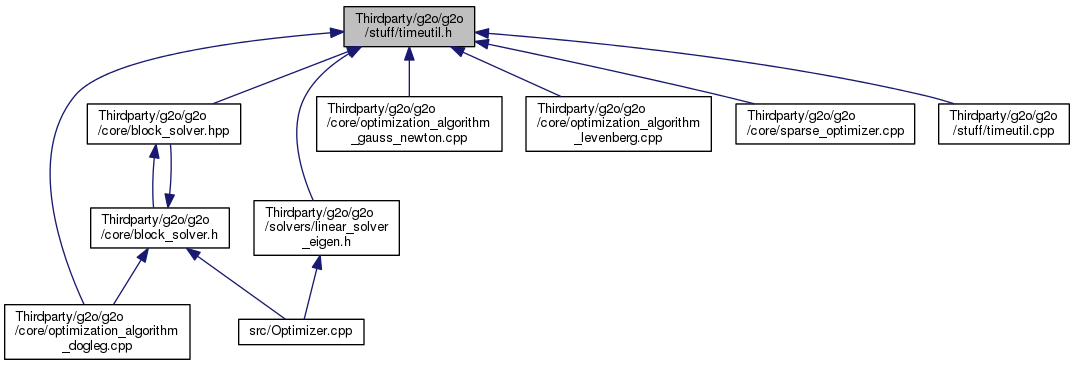 Thirdparty/g2o/g2o
/stuff/timeutil.h
Thirdparty/g2o/g2o
/core/block_solver.hpp
Thirdparty/g2o/g2o
/core/optimization_algorithm
_gauss_newton.cpp
Thirdparty/g2o/g2o
/core/optimization_algorithm
_levenberg.cpp
Thirdparty/g2o/g2o
/core/sparse_optimizer.cpp
Thirdparty/g2o/g2o
/stuff/timeutil.cpp
Thirdparty/g2o/g2o
/core/block_solver.h
Thirdparty/g2o/g2o
/solvers/linear_solver
_eigen.h
Thirdparty/g2o/g2o
/core/optimization_algorithm
_dogleg.cpp
src/Optimizer.cpp